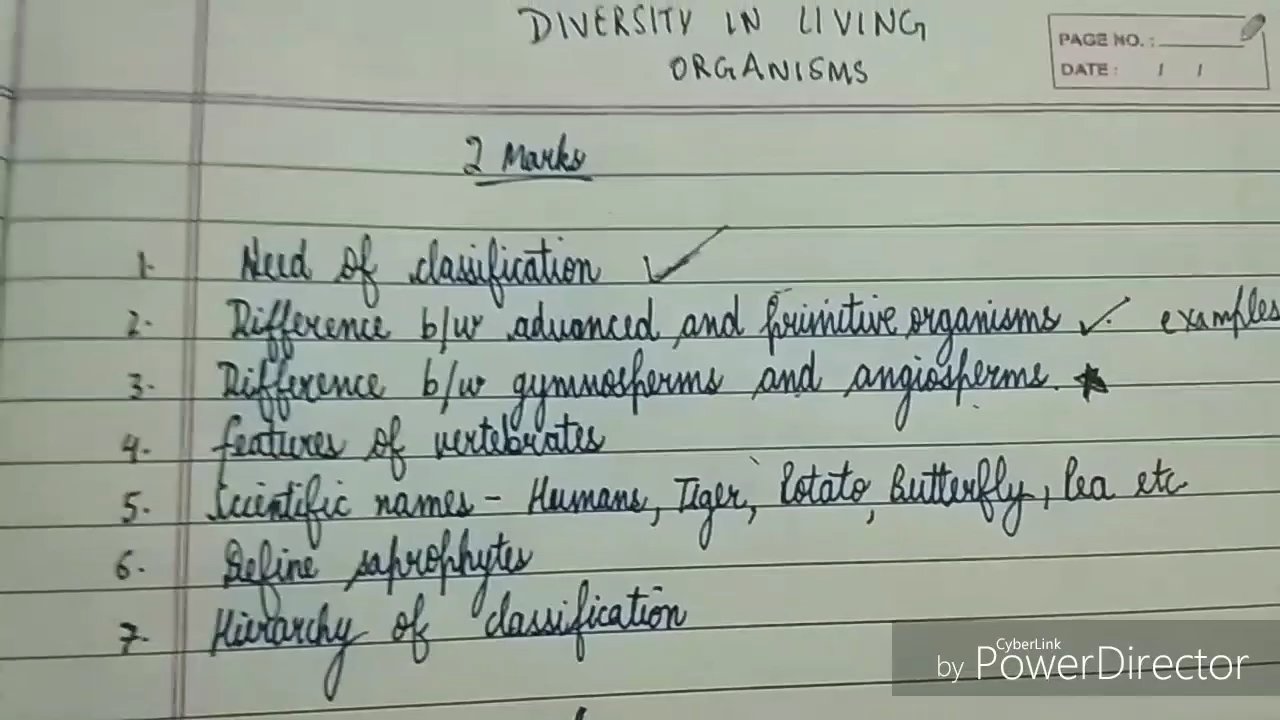 DIVERSITY IN LIVING
ORGANISMS
PAGE NO.:
DATE: / /
2 Marks
1. Need of classification ✓
2. Difference b/w advanced and primitive organisms ✓. examples
3. Difference b/w gymnosperms and angiosperms. ★
4. features of vertebrates
5. Scientific names - Humans, Tiger, Potato, Butterfly, Pea etc
6. Define saprophytes
7. Hierarchy of classification
CyberLink
by PowerDirector